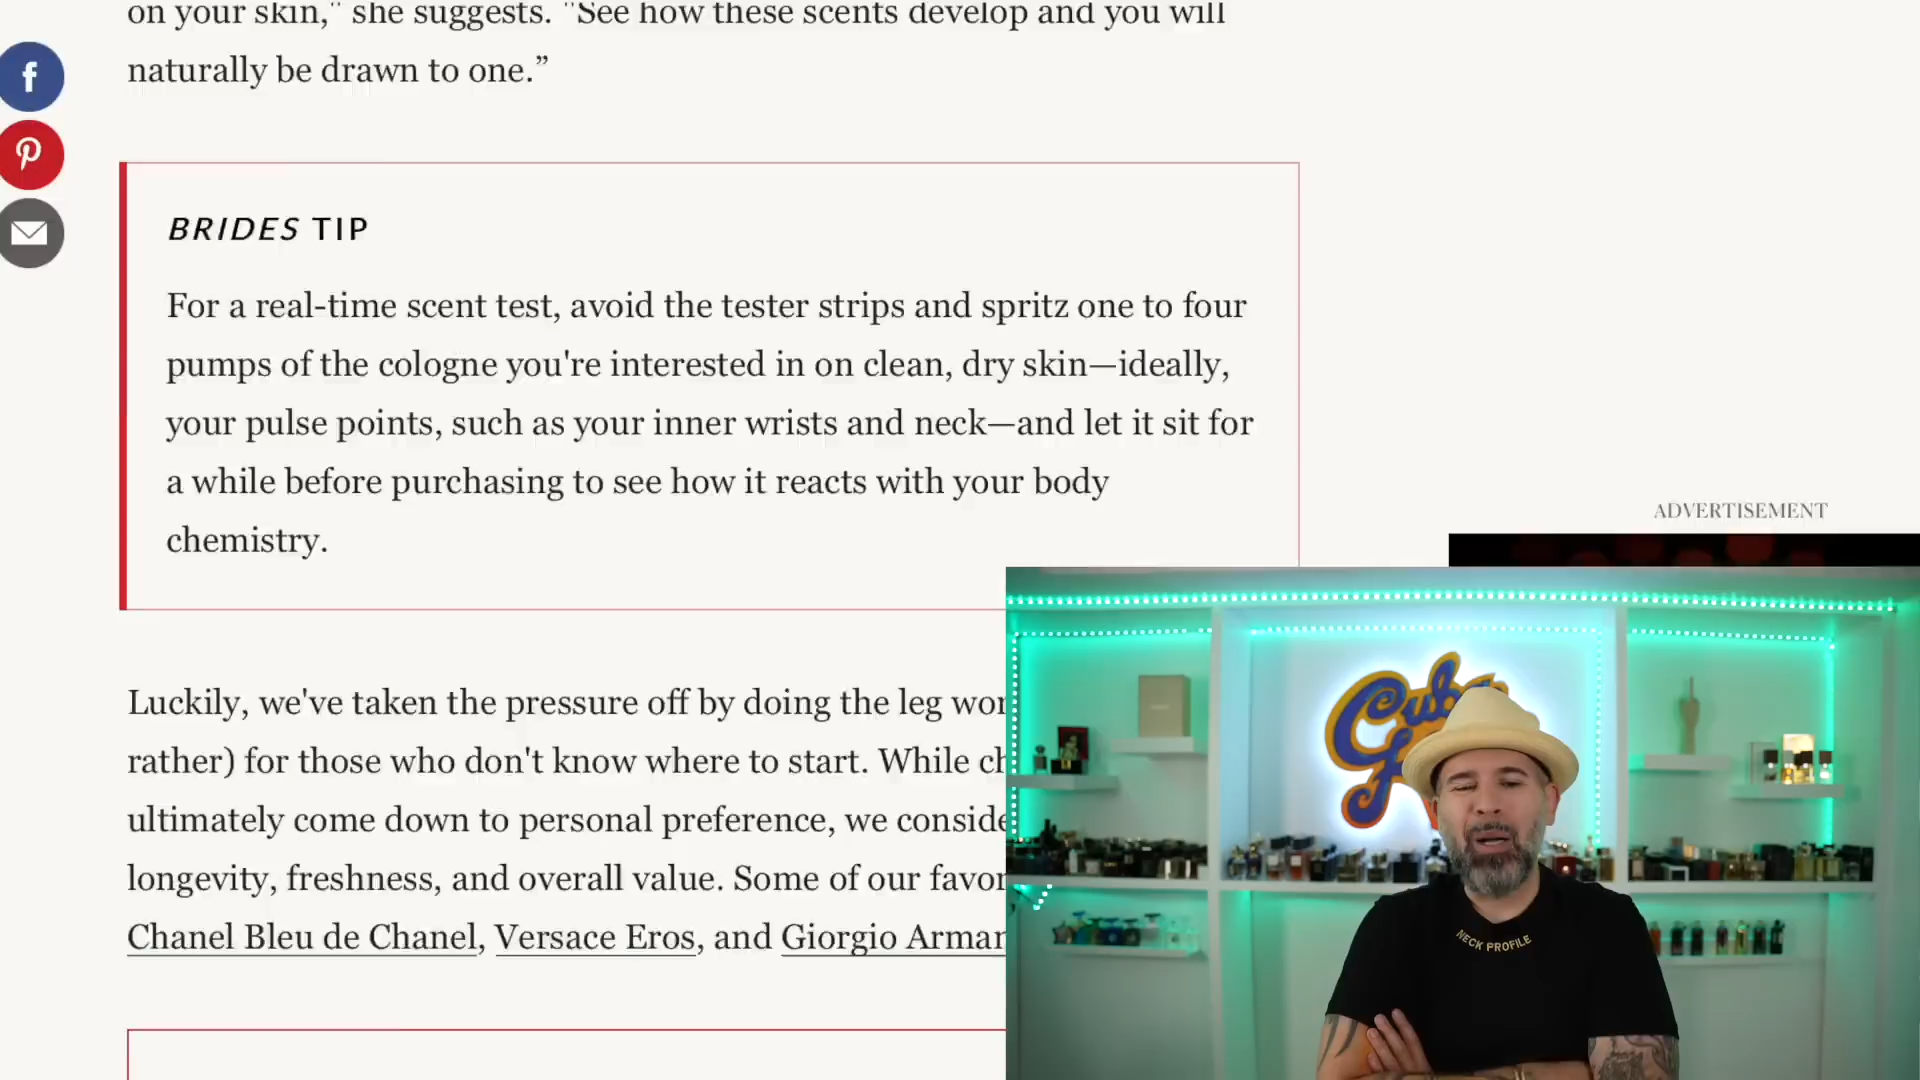 on your skin," she suggests. "See how these scents develop and you will
naturally be drawn to one.”
BRIDES TIP
For a real-time scent test, avoid the tester strips and spritz one to four
pumps of the cologne you're interested in on clean, dry skin—ideally,
your pulse points, such as your inner wrists and neck—and let it sit for
a while before purchasing to see how it reacts with your body
chemistry.
ADVERTISEMENT
Luckily, we've taken the pressure off by doing the leg
rather) for those who don't know where to start. While
ultimately come down to personal preference, we
longevity, freshness, and overall value. Some of our
Chanel Bleu de Chanel, Versace Eros, and Giorgio
NECK PROFILE